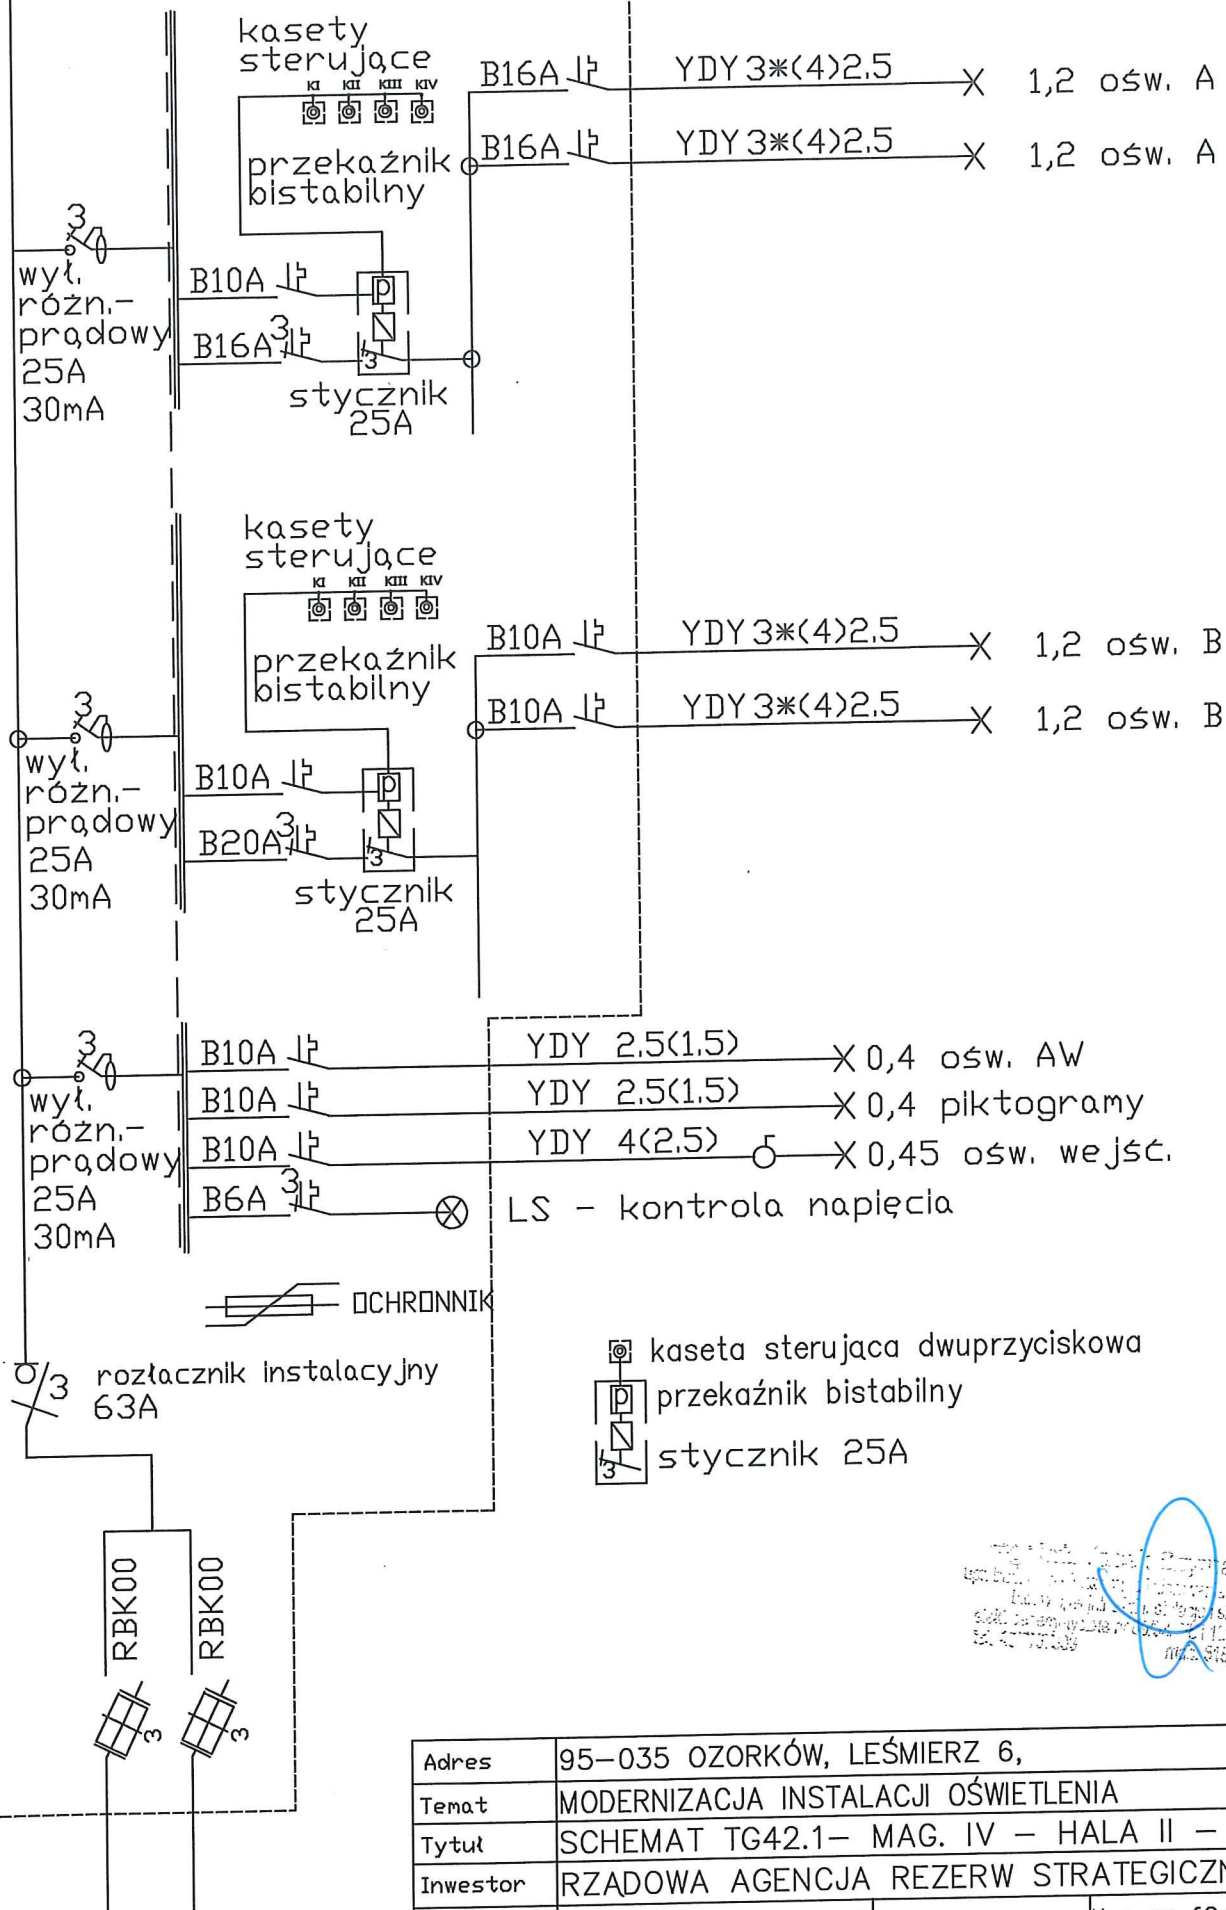 kasety
sterujące
KI KII KIII KIV
B16A YDY 3*(4)2.5 1,2 ośw. A
przekaźnik
bistabilny
B16A YDY 3*(4)2.5 1,2 ośw. A
3
wył.
różn.-
prądowy
25A
30mA
B10A P
B16A 3 3
stycznik
25A
kasety
sterujące
KI KII KIII KIV
B10A YDY 3*(4)2.5 1,2 ośw. B
przekaźnik
bistabilny
B10A YDY 3*(4)2.5 1,2 ośw. B
3
wył.
różn.-
prądowy
25A
30mA
B10A P
B20A 3 3
stycznik
25A
3
wył.
różn.-
prądowy
25A
30mA
B10A YDY 2.5(1.5) 0,4 ośw. AW
B10A YDY 2.5(1.5) 0,4 piktogramy
B10A YDY 4(2.5) 0,45 ośw. wejść.
B6A 3 LS - kontrola napięcia
OCHRONNIK
3 rozłacznik instalacyjny
63A
kaseta sterująca dwuprzyciskowa
P przekaźnik bistabilny
3 stycznik 25A
RBK00 RBK00
3 3
Adres 95-035 OZORKÓW, LEŚMIERZ 6,
Temat MODERNIZACJA INSTALACJI OŚWIETLENIA
Tytuł SCHEMAT TG42.1- MAG. IV - HALA II -
Inwestor RZĄDOWA AGENCJA REZERW STRATEGICZN